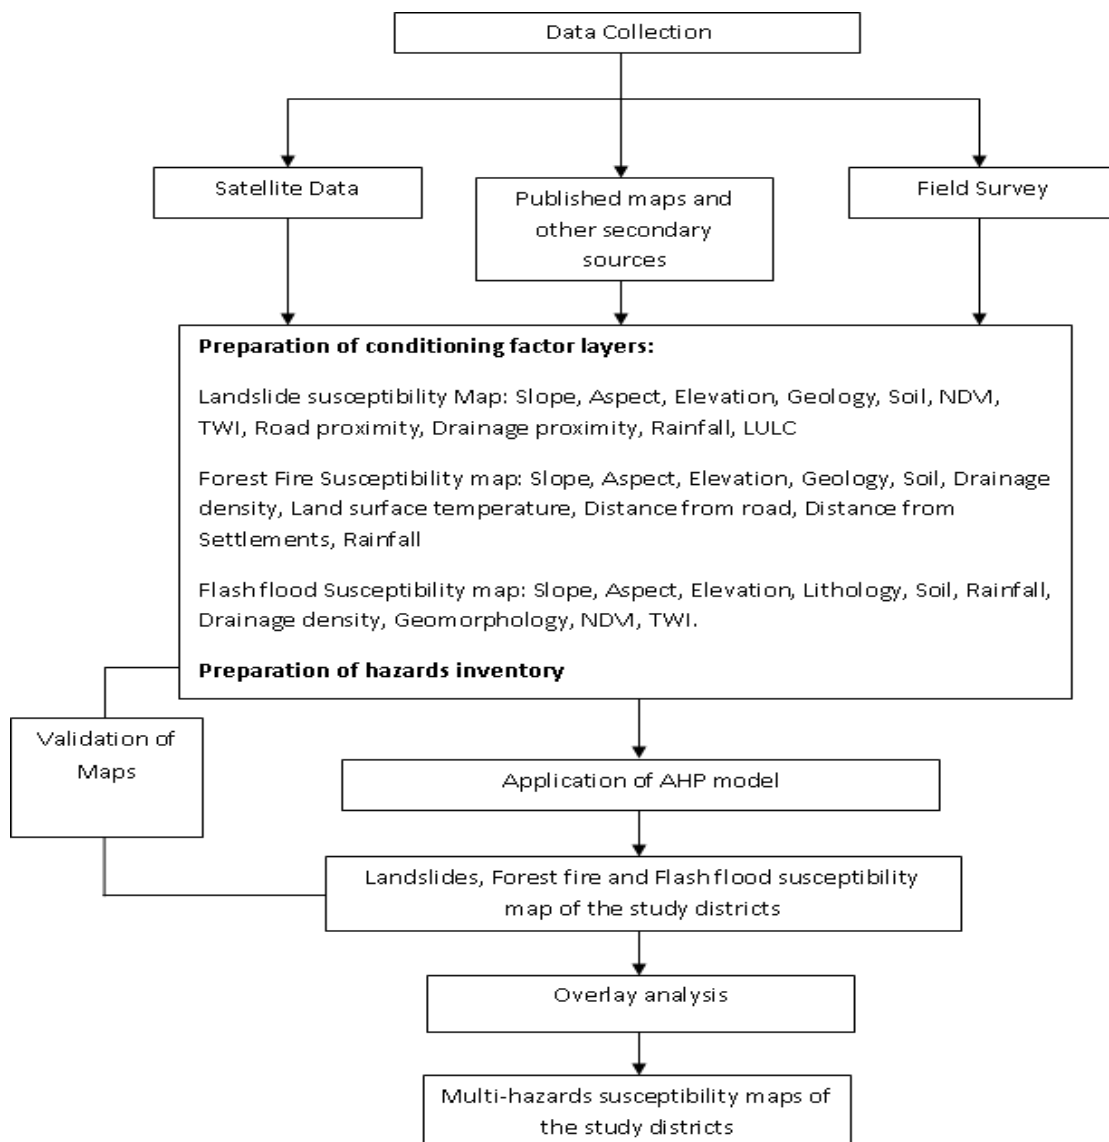 Data Collection
Satellite Data
Published maps and
other secondary
sources
Field Survey
Preparation of conditioning factor layers:
Landslide susceptibility Map: Slope, Aspect, Elevation, Geology, Soil, NDVI,
TWI, Road proximity, Drainage proximity, Rainfall, LULC
Forest Fire Susceptibility map: Slope, Aspect, Elevation, Geology, Soil, Drainage
density, Land surface temperature, Distance from road, Distance from
Settlements, Rainfall
Flash flood Susceptibility map: Slope, Aspect, Elevation, Lithology, Soil, Rainfall,
Drainage density, Geomorphology, NDVI, TWI.
Preparation of hazards inventory
Validation of
Maps
Application of AHP model
Landslides, Forest fire and Flash flood susceptibility
map of the study districts
Overlay analysis
Multi-hazards susceptibility maps of
the study districts